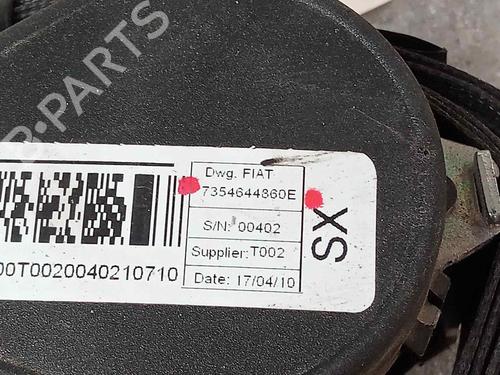 Dwg. FIAT
7354644860E
S/N: 00402
Supplier: T002
Date: 17/04/10
00T0020040210710
SX
B-PARTS